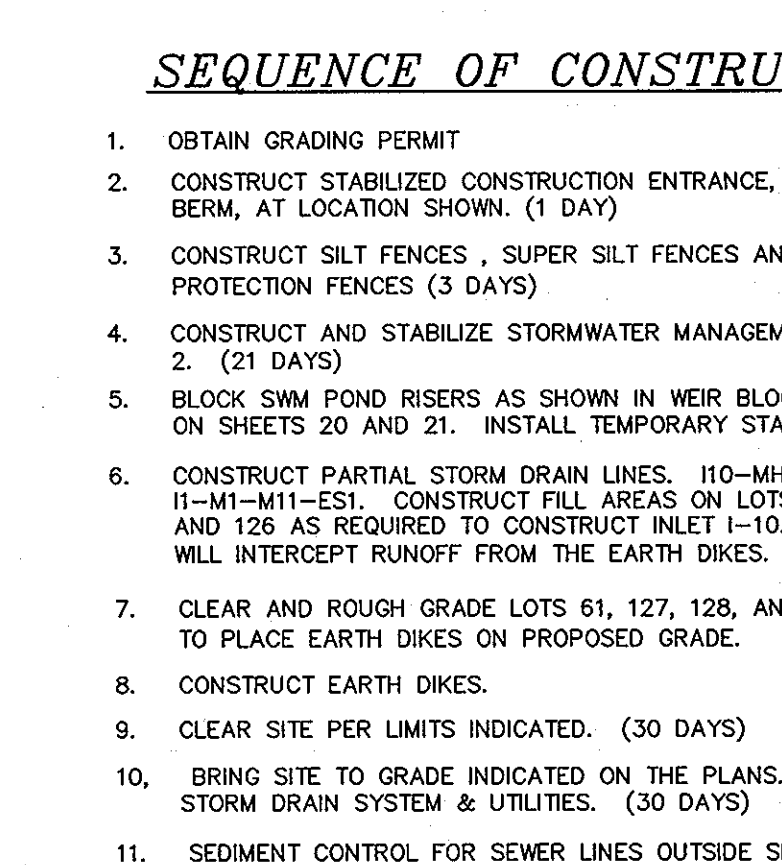 SEQUENCE OF CONSTRU
1. OBTAIN GRADING PERMIT
2. CONSTRUCT STABILIZED CONSTRUCTION ENTRANCE,
BERM, AT LOCATION SHOWN. (1 DAY)
3. CONSTRUCT SILT FENCES , SUPER SILT FENCES AN
PROTECTION FENCES (3 DAYS)
4. CONSTRUCT AND STABILIZE STORMWATER MANAGEM
2. (21 DAYS)
5. BLOCK SWM POND RISERS AS SHOWN IN WEIR BLO
ON SHEETS 20 AND 21. INSTALL TEMPORARY STA
6. CONSTRUCT PARTIAL STORM DRAIN LINES. I10-MH
I1-M1-M11-ES1. CONSTRUCT FILL AREAS ON LOTS
AND 126 AS REQUIRED TO CONSTRUCT INLET I-10.
WILL INTERCEPT RUNOFF FROM THE EARTH DIKES.
7. CLEAR AND ROUGH GRADE LOTS 61, 127, 128, AN
TO PLACE EARTH DIKES ON PROPOSED GRADE.
8. CONSTRUCT EARTH DIKES.
9. CLEAR SITE PER LIMITS INDICATED. (30 DAYS)
10, BRING SITE TO GRADE INDICATED ON THE PLANS.
STORM DRAIN SYSTEM & UTILITIES. (30 DAYS)
11. SEDIMENT CONTROL FOR SEWER LINES OUTSIDE S